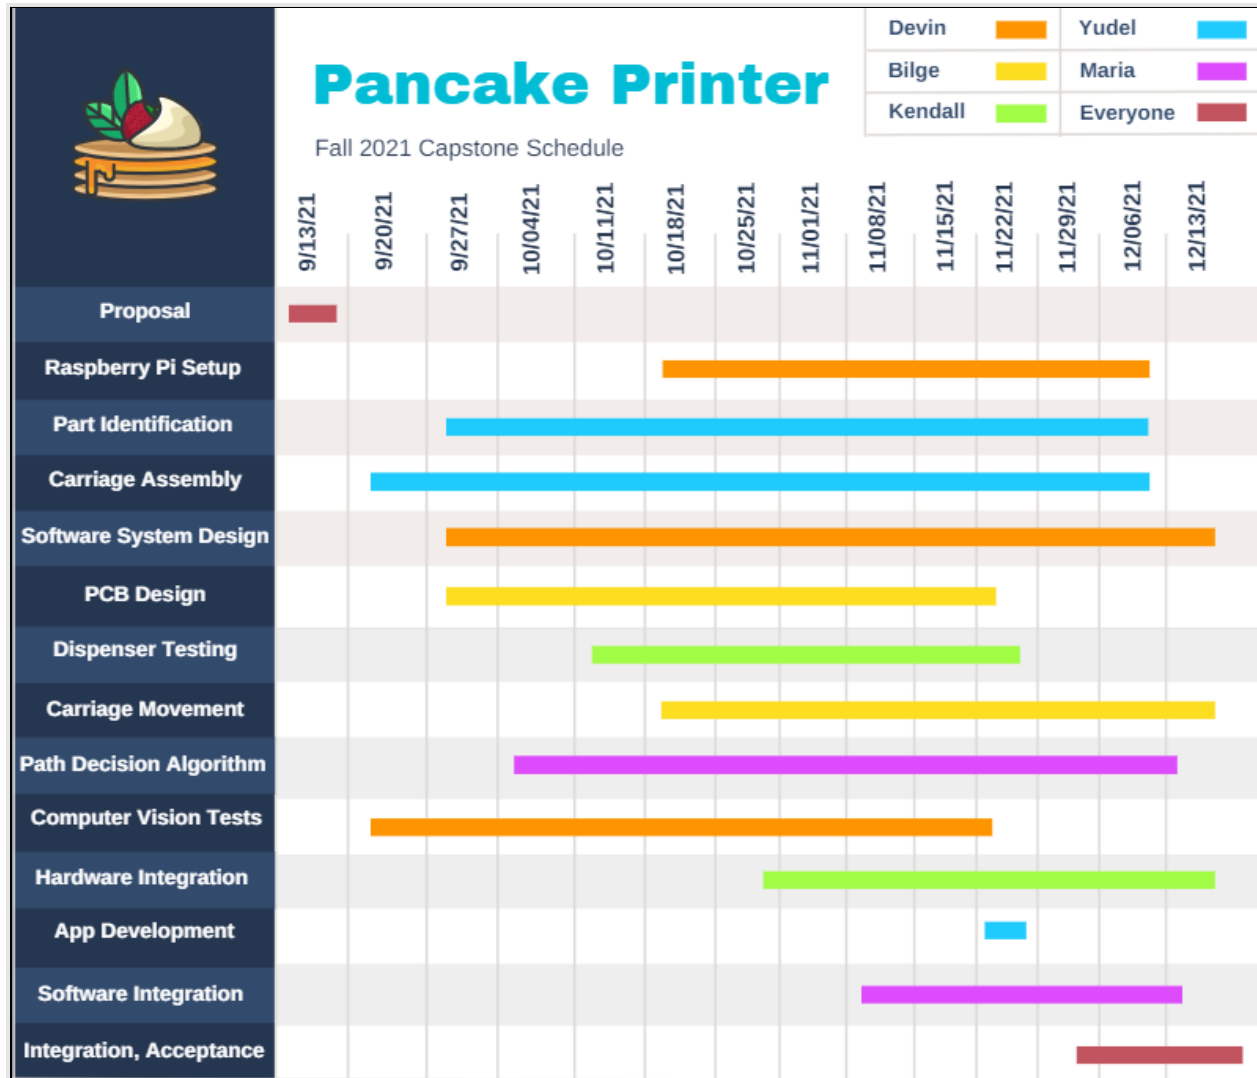 Devin
Yudel
Bilge
Maria
Kendall
Everyone
Pancake Printer
Fall 2021 Capstone Schedule
9/13/21
9/20/21
9/27/21
10/04/21
10/11/21
10/18/21
10/25/21
11/01/21
11/08/21
11/15/21
11/22/21
11/29/21
12/06/21
12/13/21
Proposal
Raspberry Pi Setup
Part Identification
Carriage Assembly
Software System Design
PCB Design
Dispenser Testing
Carriage Movement
Path Decision Algorithm
Computer Vision Tests
Hardware Integration
App Development
Software Integration
Integration, Acceptance